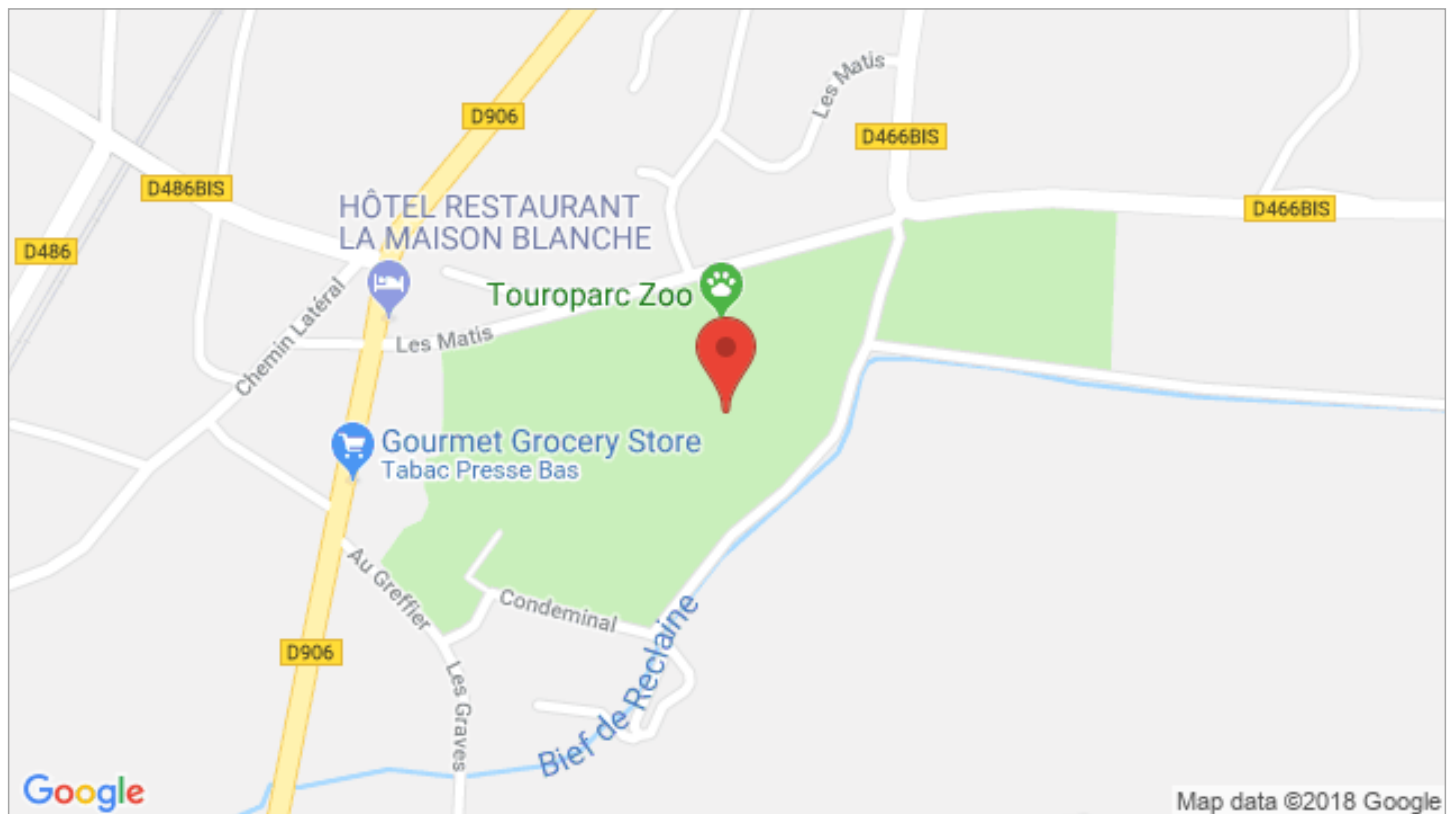 Les Matis
D906
D466BIS
D486BIS
HÔTEL RESTAURANT
LA MAISON BLANCHE
D466BIS
D486
Touroparc Zoo
Chemin Latéral
Les Matis
Gourmet Grocery Store
Tabac Presse Bas
Au Greffier
Condeminal
D906
Les Graves
Bief de Reclaine
Google
Map data ©2018 Google